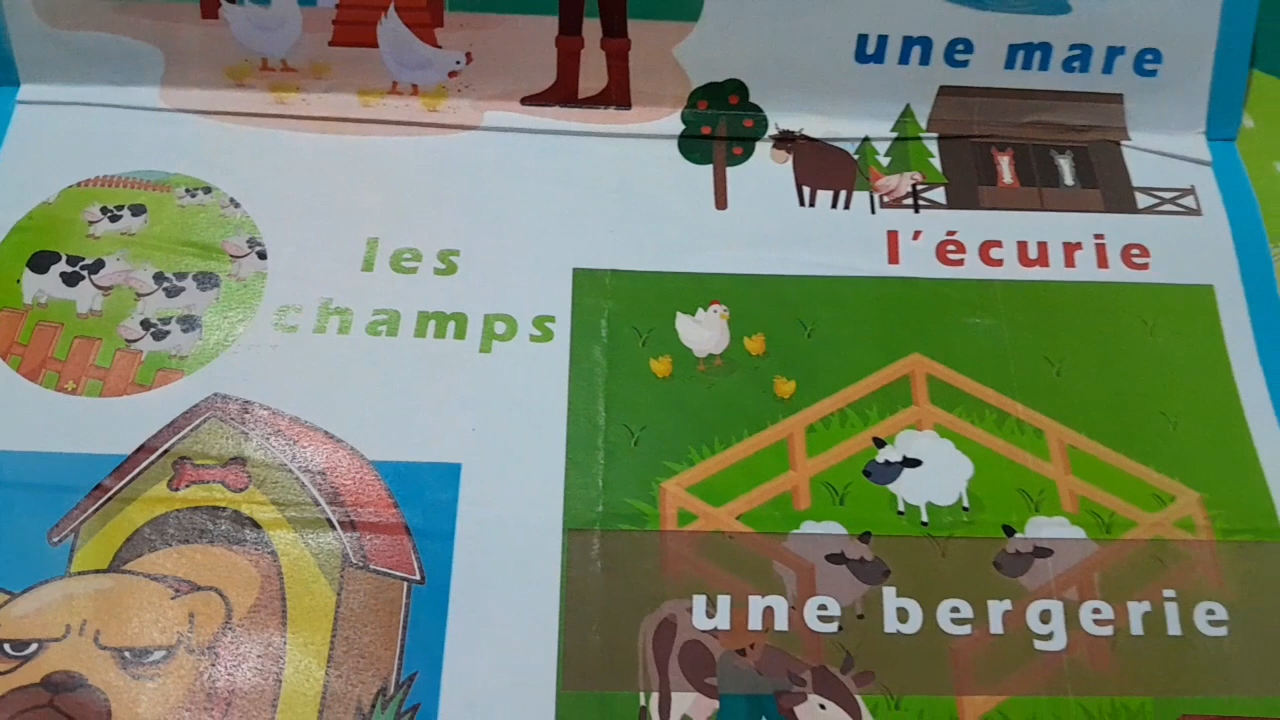 une mare
l'écurie
les
champs
une bergerie